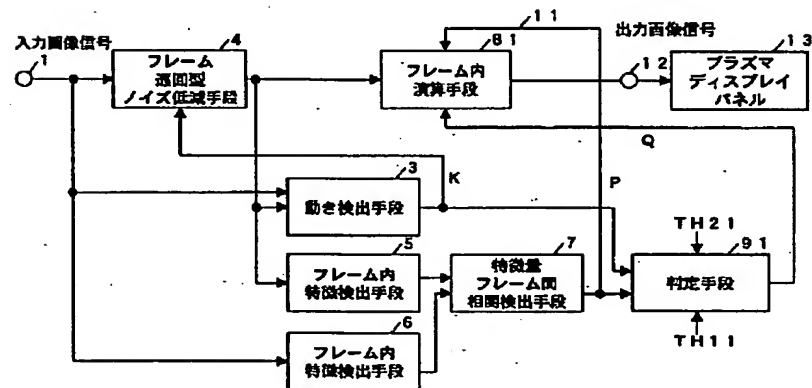 入力画像信号
1
4
フレーム
巡回型
ノイズ低減手段
11
81
フレーム内
演算手段
出力画像信号
12
13
プラズマ
ディスプレイ
パネル
Q
K
P
3
動き検出手段
5
フレーム内
特徴検出手段
7
特徴量
フレーム間
相関検出手段
TH21
91
判定手段
TH11
6
フレーム内
特徴検出手段